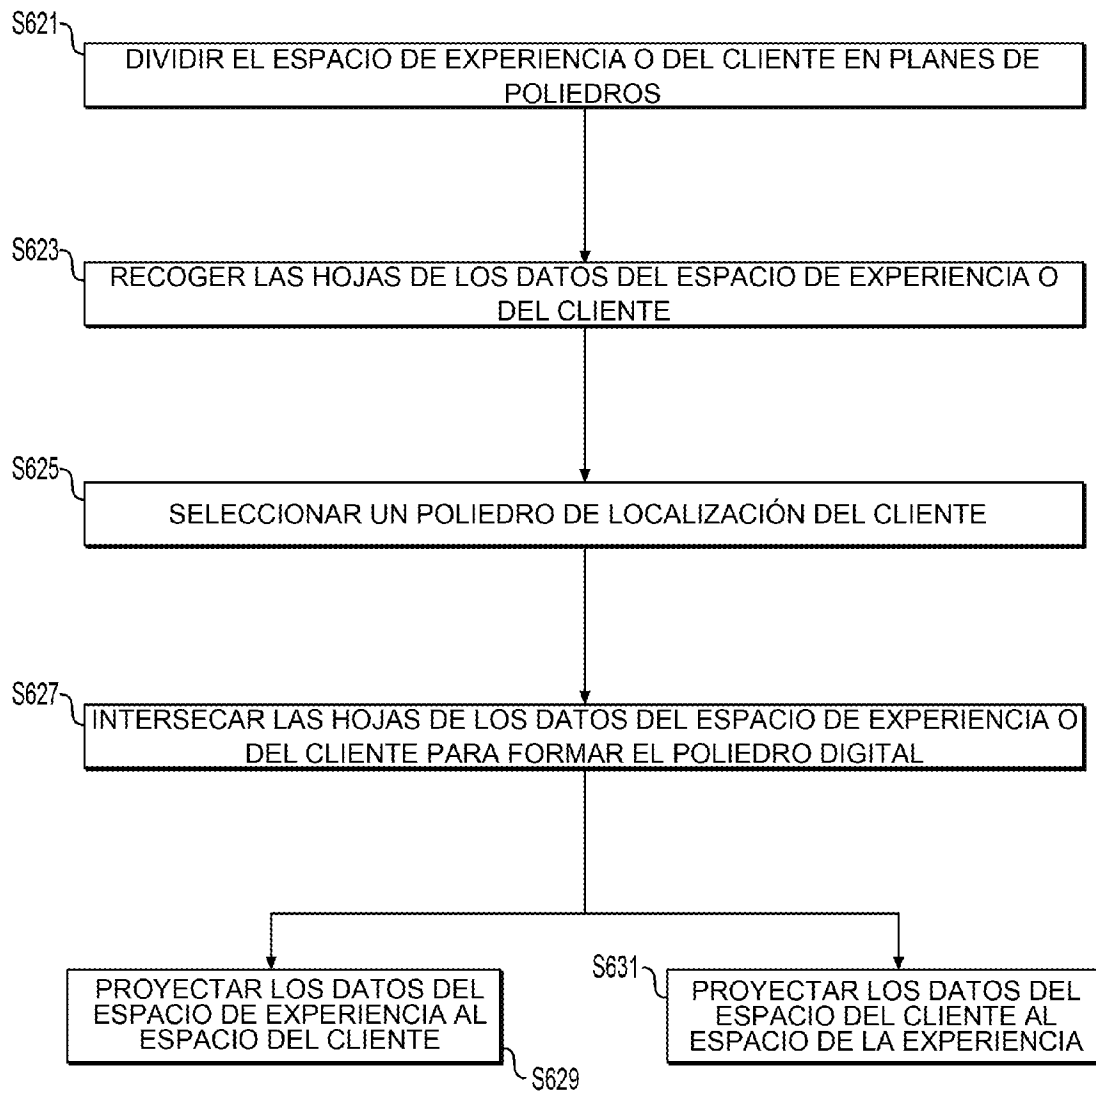 S621
DIVIDIR EL ESPACIO DE EXPERIENCIA O DEL CLIENTE EN PLANES DE
POLIEDROS
S623
RECOGER LAS HOJAS DE LOS DATOS DEL ESPACIO DE EXPERIENCIA O
DEL CLIENTE
S625
SELECCIONAR UN POLIEDRO DE LOCALIZACIÓN DEL CLIENTE
S627
INTERSECAR LAS HOJAS DE LOS DATOS DEL ESPACIO DE EXPERIENCIA O
DEL CLIENTE PARA FORMAR EL POLIEDRO DIGITAL
PROYECTAR LOS DATOS DEL
ESPACIO DE EXPERIENCIA AL
ESPACIO DEL CLIENTE
S629
S631
PROYECTAR LOS DATOS DEL
ESPACIO DEL CLIENTE AL
ESPACIO DE LA EXPERIENCIA